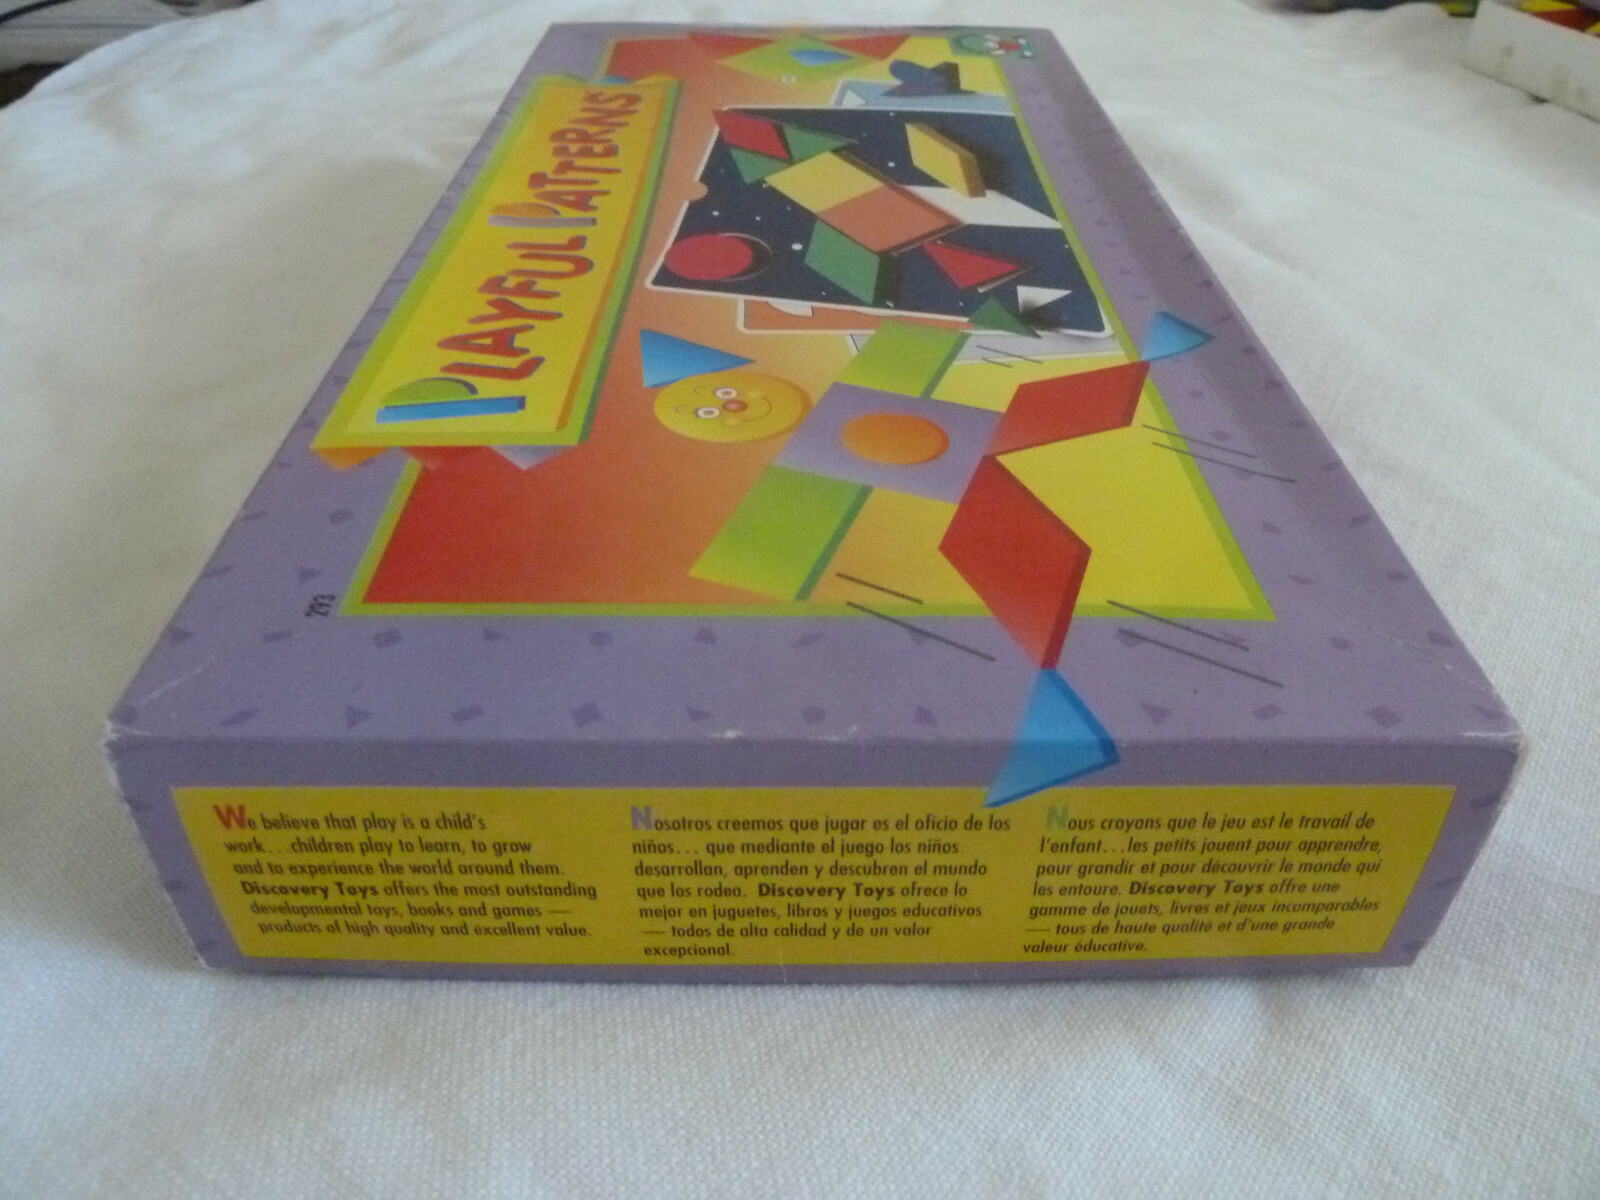 PLAYFUL PATTERNS
293
We believe that play is a child's
work...children play to learn, to grow
and to experience the world around them.
Discovery Toys offers the most outstanding
developmental toys, books and games —
products of high quality and excellent value.
Nosotros creemos que jugar es el oficio de los
niños... que mediante el juego los niños
desarrollan, aprenden y descubren el mundo
que los rodea. Discovery Toys ofrece lo
mejor en juguetes, libros y juegos educativos
— todos de alta calidad y de un valor
excepcional.
Nous croyons que le jeu est le travail de
l'enfant...les petits jouent pour apprendre,
pour grandir et pour découvrir le monde qui
les entoure. Discovery Toys offre une
gamme de jouets, livres et jeux incomparables
— tous de haute qualité et d'une grande
valeur éducative.